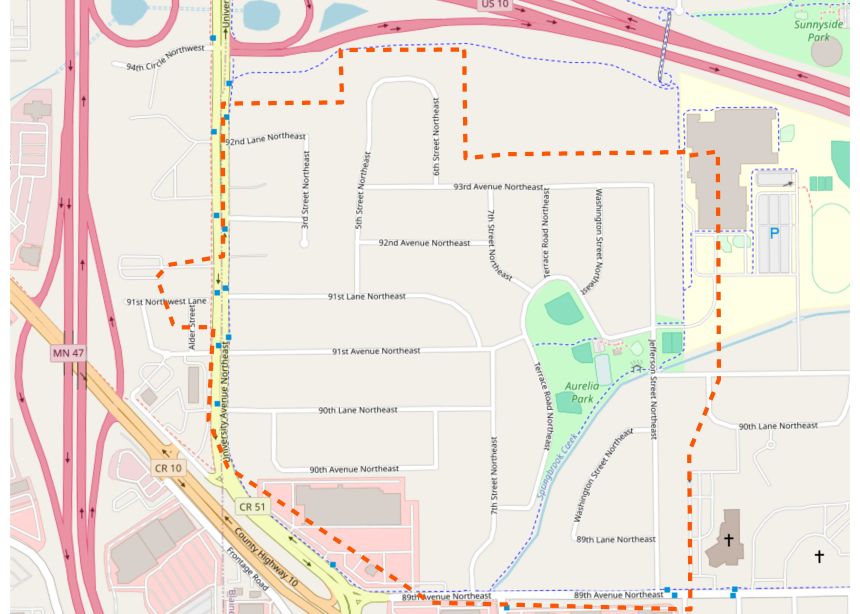 Univers
US 10
Sunnyside
Park
94th Circle Northwest
92nd Lane Northeast
3rd Street Northeast
5th Street Northeast
6th Street Northeast
93rd Avenue Northeast
7th Street Northeast
Terrace Road Northeast
Washington Street Northeast
92nd Avenue Northeast
P
91st Northwest Lane
Alder Street
91st Lane Northeast
91st Avenue Northeast
MN 47
University Avenue Northeast
Terrace Road Northeast
Aurelia
Park
Jefferson Street Northeast
90th Lane Northeast
90th Lane Northeast
Springbrook Creek
Washington Street Northeast
7th Street Northeast
90th Avenue Northeast
CR 10
CR 51
County Highway 10
Frontage Road
89th Lane Northeast
89th Avenue Northeast
89th Avenue Northeast
Blaine